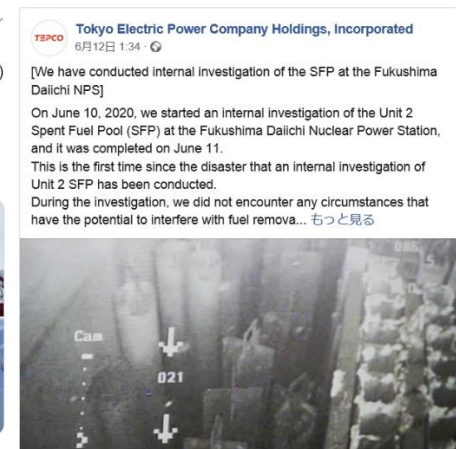 TEPCO
Tokyo Electric Power Company Holdings, Incorporated
6月12日 1:34 ·
[We have conducted internal investigation of the SFP at the Fukushima
Daiichi NPS]
On June 10, 2020, we started an internal investigation of the Unit 2
Spent Fuel Pool (SFP) at the Fukushima Daiichi Nuclear Power Station,
and it was completed on June 11.
This is the first time since the disaster that an internal investigation of
Unit 2 SFP has been conducted.
During the investigation, we did not encounter any circumstances that
have the potential to interfere with fuel remova... もっと見る
Cam
021